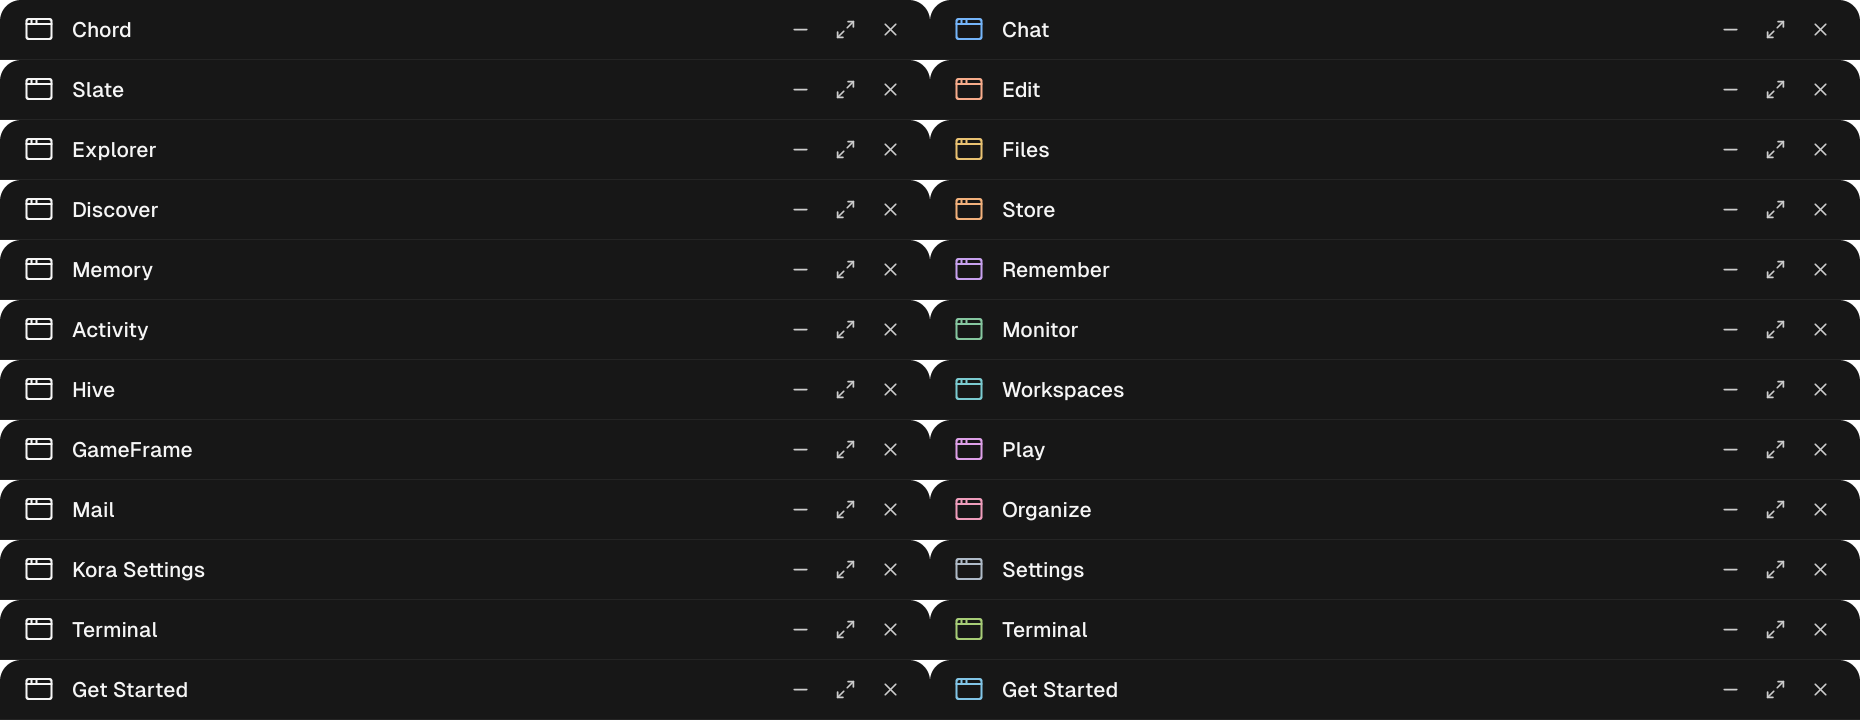 Chord
Chat
Slate
Edit
Explorer
Files
Discover
Store
Memory
Remember
Activity
Monitor
Hive
Workspaces
GameFrame
Play
Mail
Organize
Kora Settings
Settings
Terminal
Terminal
Get Started
Get Started